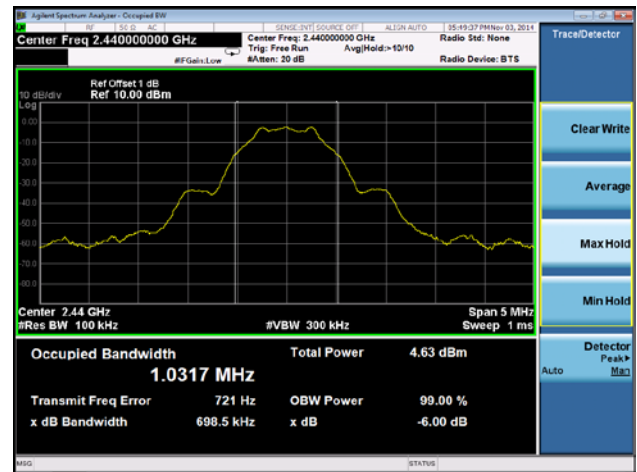 Agilent Spectrum Analyzer - Occupied BW
RF 50 Ω AC SENSE:INT SOURCE OFF ALIGN AUTO 05:49:37 PM Nov 03, 2014
Center Freq 2.440000000 GHz
Center Freq: 2.440000000 GHz
Radio Std: None
Trig: Free Run Avg|Hold:>10/10
#IFGain:Low #Atten: 20 dB Radio Device: BTS
Trace/Detector
Ref Offset 1 dB
10 dB/div Ref 10.00 dBm
Log
0.00
-10.0
-20.0
-30.0
-40.0
-50.0
-60.0
-70.0
-80.0
Center 2.44 GHz Span 5 MHz
#Res BW 100 kHz #VBW 300 kHz Sweep 1 ms
Occupied Bandwidth Total Power 4.63 dBm
1.0317 MHz
Transmit Freq Error 721 Hz OBW Power 99.00 %
x dB Bandwidth 698.5 kHz x dB -6.00 dB
Clear Write
Average
Max Hold
Min Hold
Detector
Peak▶
Auto Man
MSG STATUS